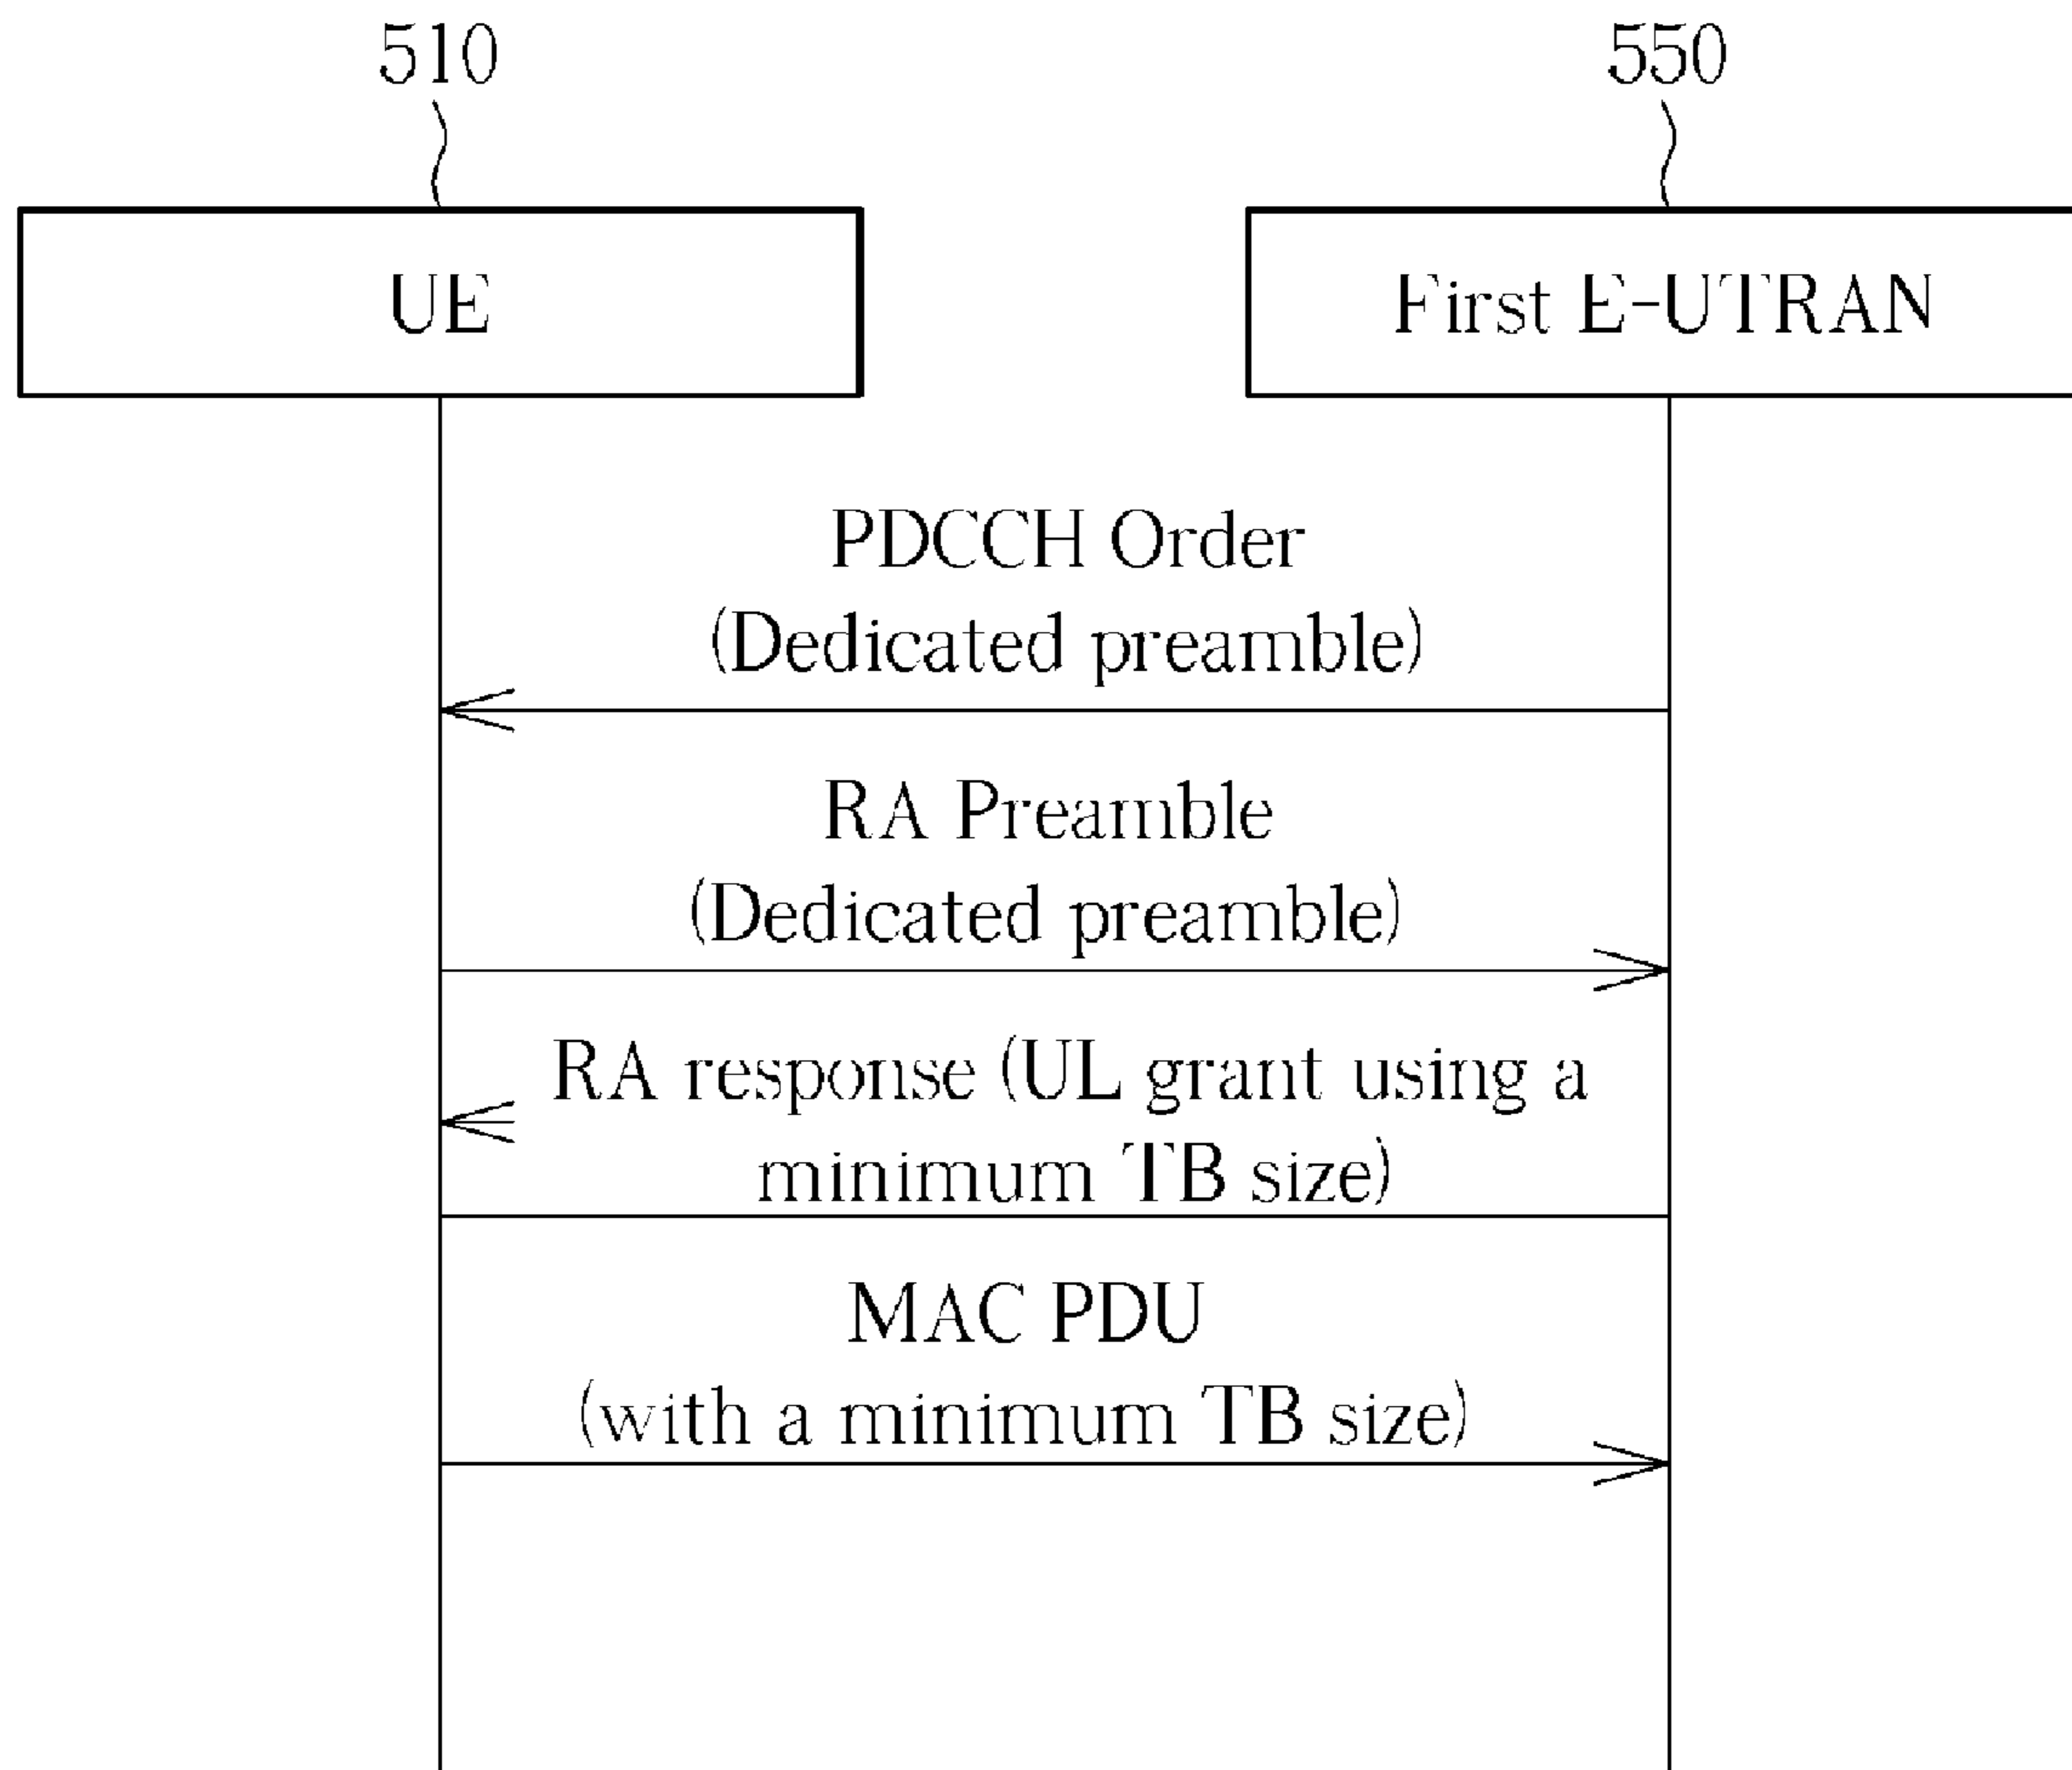 510
550
UE
First E-UTRAN
PDCCH Order
(Dedicated preamble)
RA Preamble
(Dedicated preamble)
RA response (UL grant using a
minimum TB size)
MAC PDU
(with a minimum TB size)